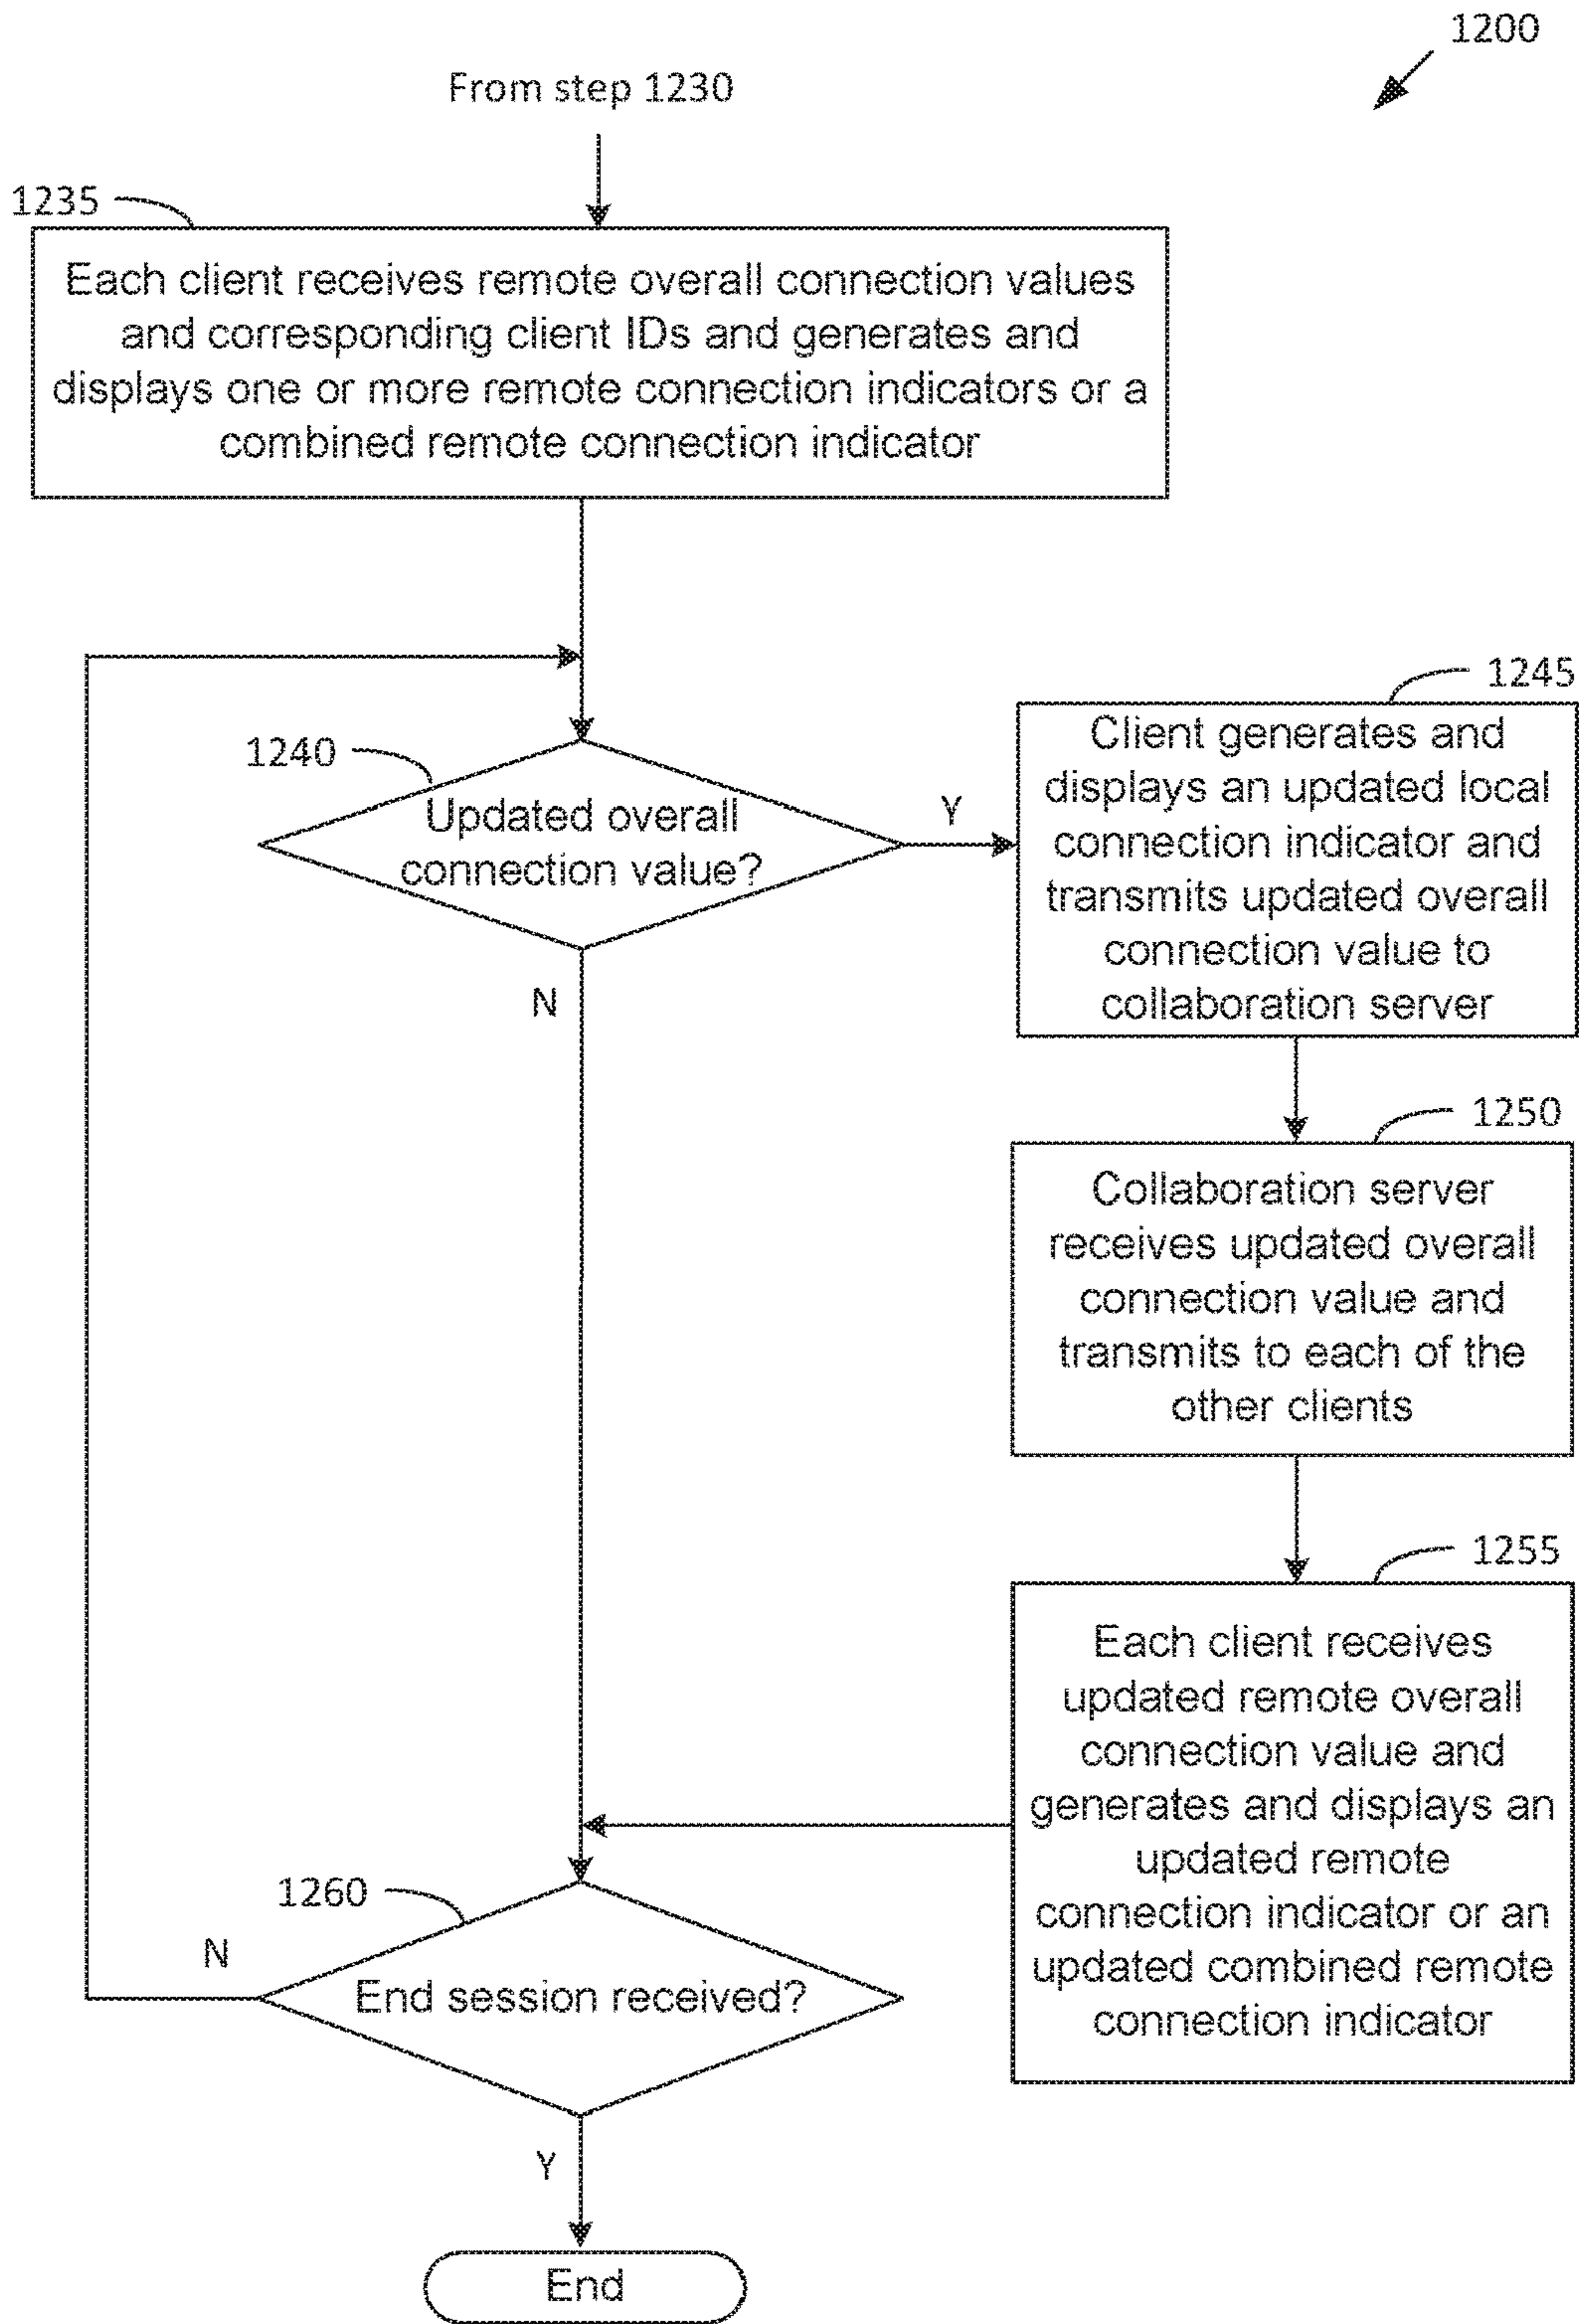 1200
From step 1230
1235
Each client receives remote overall connection values
and corresponding client IDs and generates and
displays one or more remote connection indicators or a
combined remote connection indicator
1240
Updated overall
connection value?
Y
N
1245
Client generates and
displays an updated local
connection indicator and
transmits updated overall
connection value to
collaboration server
1250
Collaboration server
receives updated overall
connection value and
transmits to each of the
other clients
1255
Each client receives
updated remote overall
connection value and
generates and displays an
updated remote
connection indicator or an
updated combined remote
connection indicator
1260
End session received?
N
Y
End